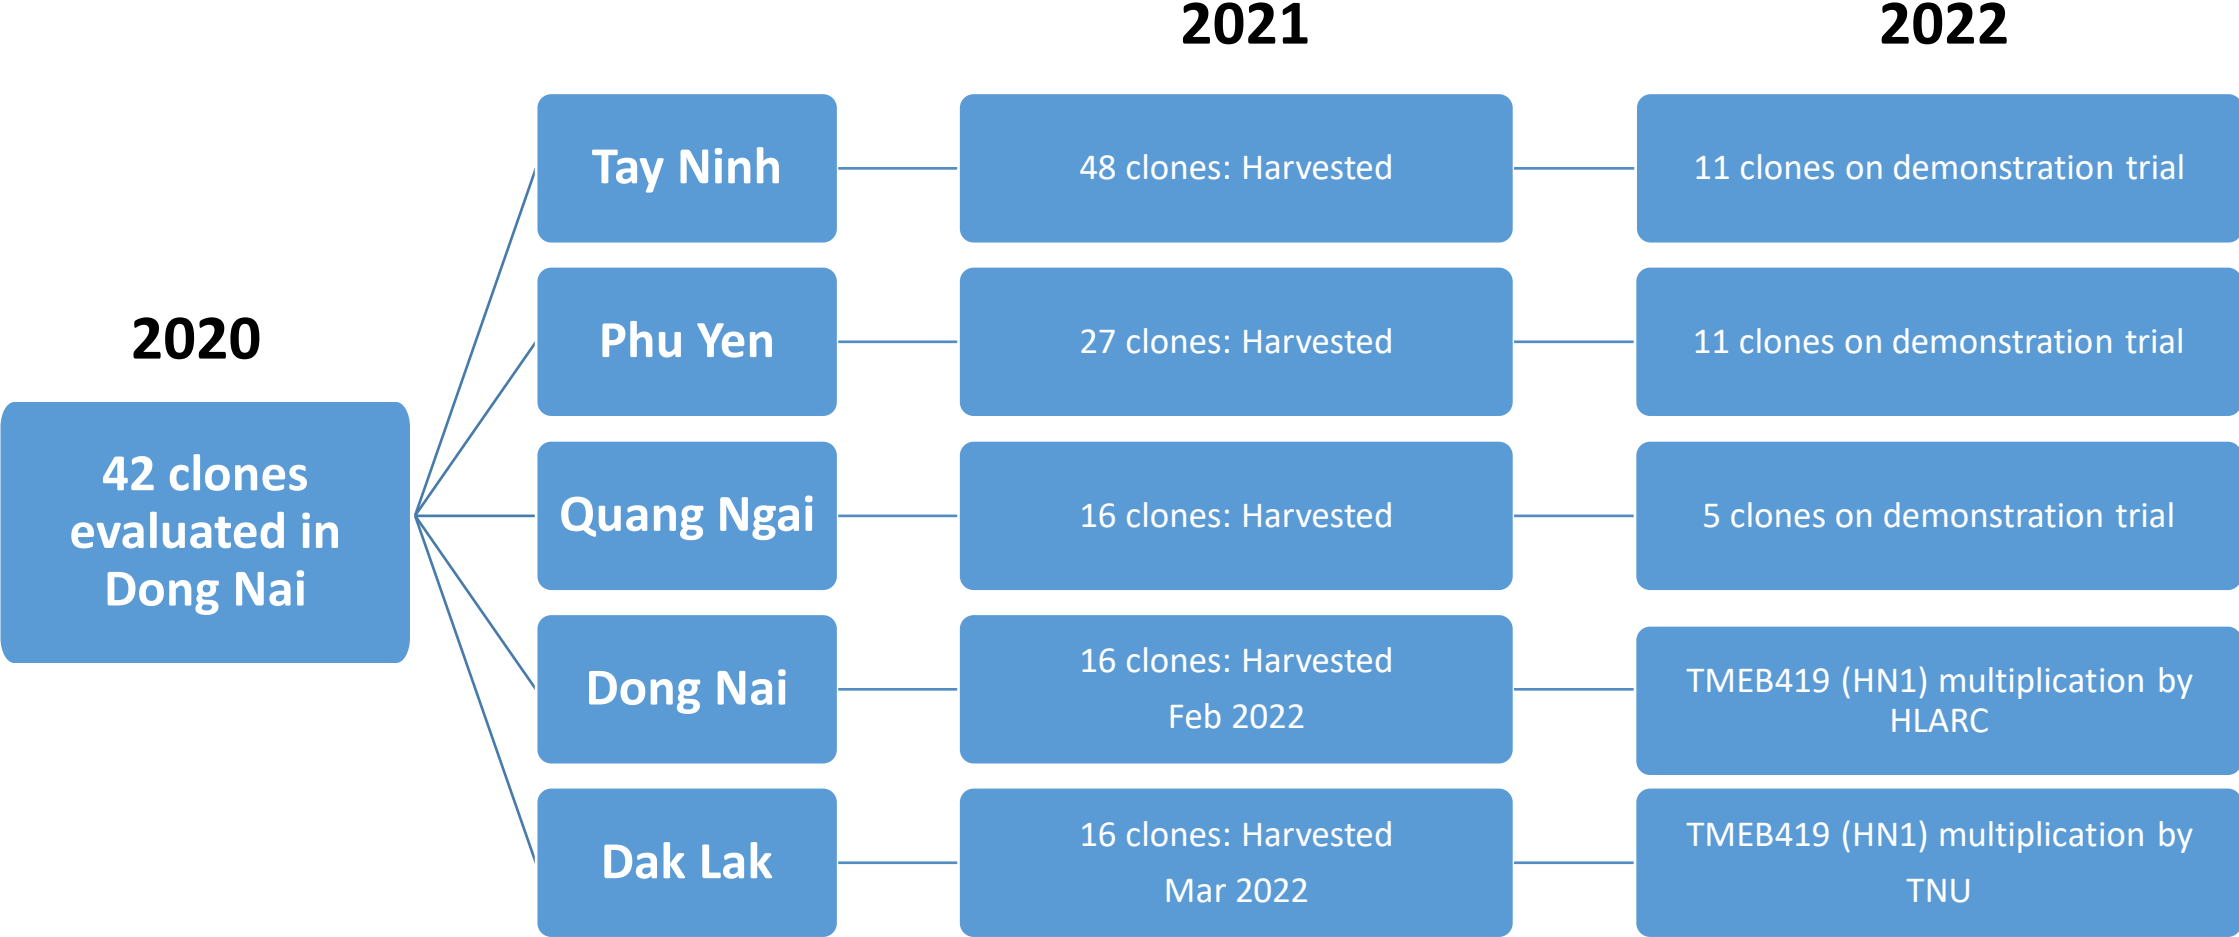 2021
2022
2020
42 clones
evaluated in
Dong Nai
Tay Ninh
48 clones: Harvested
11 clones on demonstration trial
Phu Yen
27 clones: Harvested
11 clones on demonstration trial
Quang Ngai
16 clones: Harvested
5 clones on demonstration trial
Dong Nai
16 clones: Harvested
Feb 2022
TMEB419 (HN1) multiplication by
HLARC
Dak Lak
16 clones: Harvested
Mar 2022
TMEB419 (HN1) multiplication by
TNU